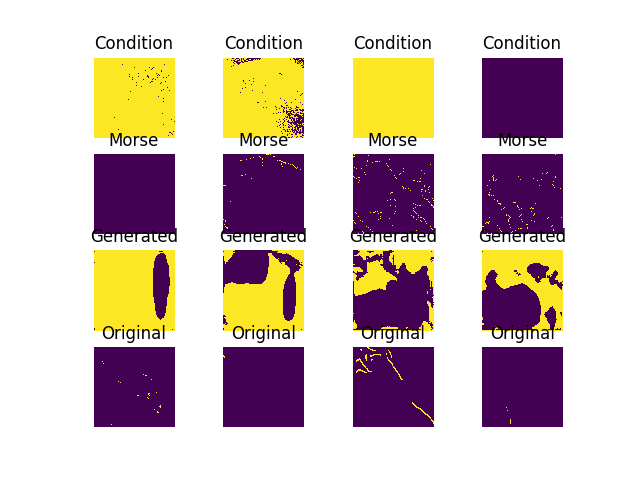 Condition Condition Condition Condition
Morse Morse Morse Morse
Generated Generated Generated Generated
Original Original Original Original